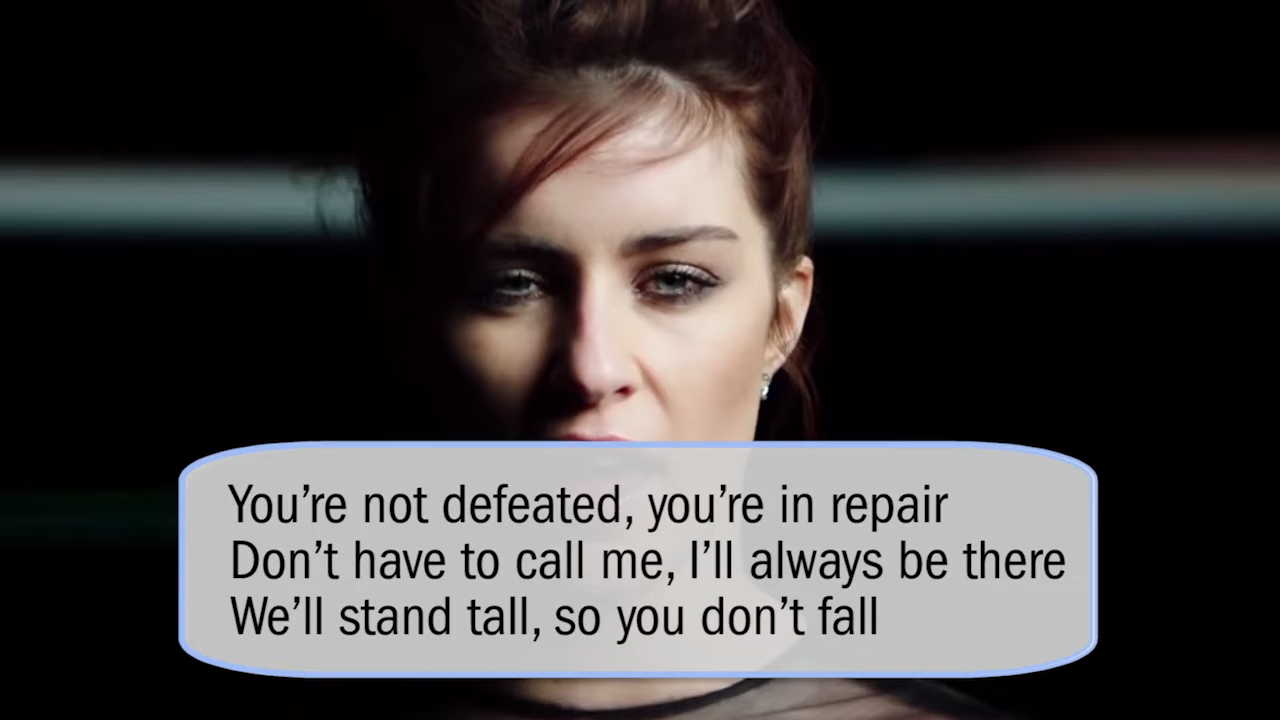 You’re not defeated, you’re in repair
Don’t have to call me, I’ll always be there
We’ll stand tall, so you don’t fall